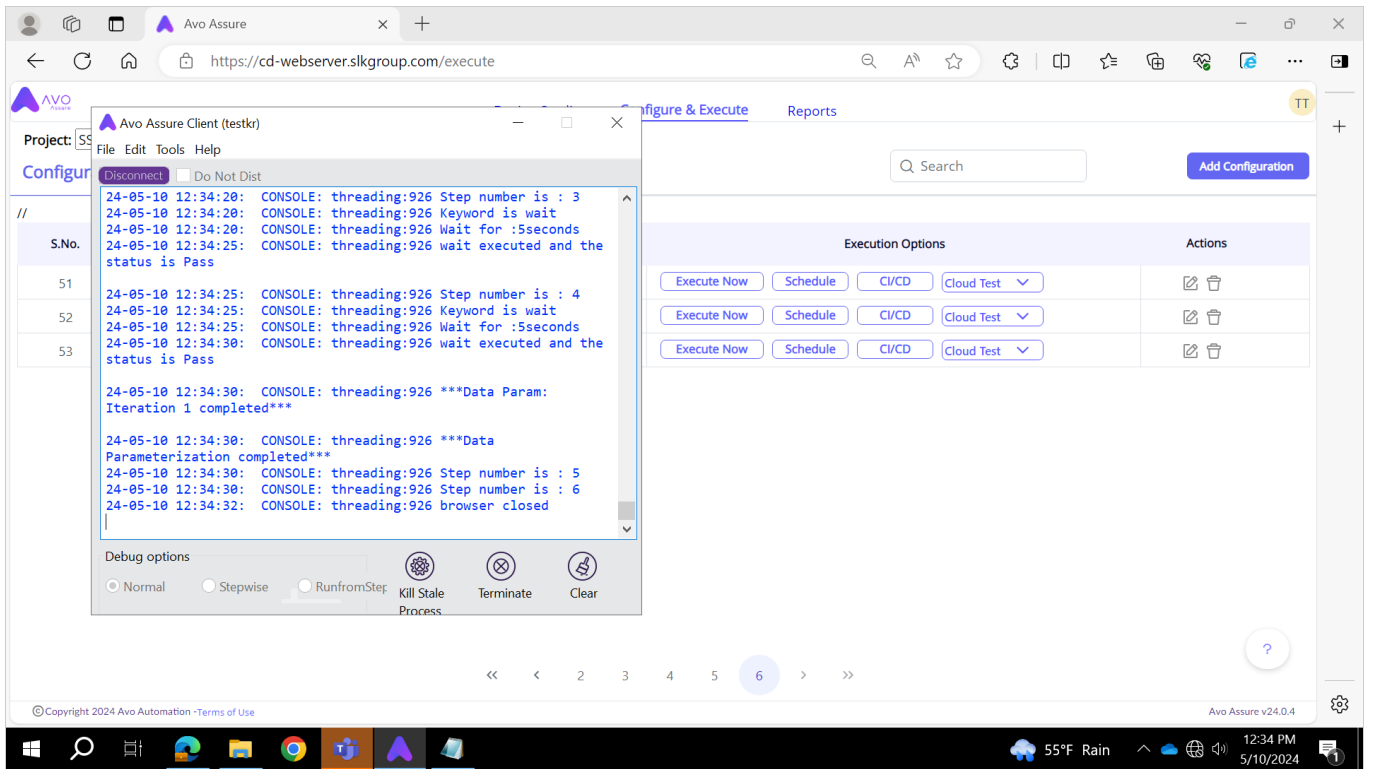 Avo Assure
https://cd-webserver.slkgroup.com/execute
AVO
Assure
Configure & Execute
Reports
TT
Project: SS
Configur
Search
Add Configuration
//
S.No.
Execution Options
Actions
51
Execute Now
Schedule
CI/CD
Cloud Test
52
Execute Now
Schedule
CI/CD
Cloud Test
53
Execute Now
Schedule
CI/CD
Cloud Test
Avo Assure Client (testkr)
File Edit Tools Help
Disconnect
Do Not Dist
24-05-10 12:34:20: CONSOLE: threading:926 Step number is : 3
24-05-10 12:34:20: CONSOLE: threading:926 Keyword is wait
24-05-10 12:34:20: CONSOLE: threading:926 Wait for :5seconds
24-05-10 12:34:25: CONSOLE: threading:926 wait executed and the
status is Pass
24-05-10 12:34:25: CONSOLE: threading:926 Step number is : 4
24-05-10 12:34:25: CONSOLE: threading:926 Keyword is wait
24-05-10 12:34:25: CONSOLE: threading:926 Wait for :5seconds
24-05-10 12:34:30: CONSOLE: threading:926 wait executed and the
status is Pass
24-05-10 12:34:30: CONSOLE: threading:926 ***Data Param:
Iteration 1 completed***
24-05-10 12:34:30: CONSOLE: threading:926 ***Data
Parameterization completed***
24-05-10 12:34:30: CONSOLE: threading:926 Step number is : 5
24-05-10 12:34:30: CONSOLE: threading:926 Step number is : 6
24-05-10 12:34:32: CONSOLE: threading:926 browser closed
Debug options
Normal
Stepwise
RunfromStep
Kill Stale
Process
Terminate
Clear
?
2 3 4 5 6
©Copyright 2024 Avo Automation -Terms of Use
Avo Assure v24.0.4
55°F Rain
12:34 PM
5/10/2024
1